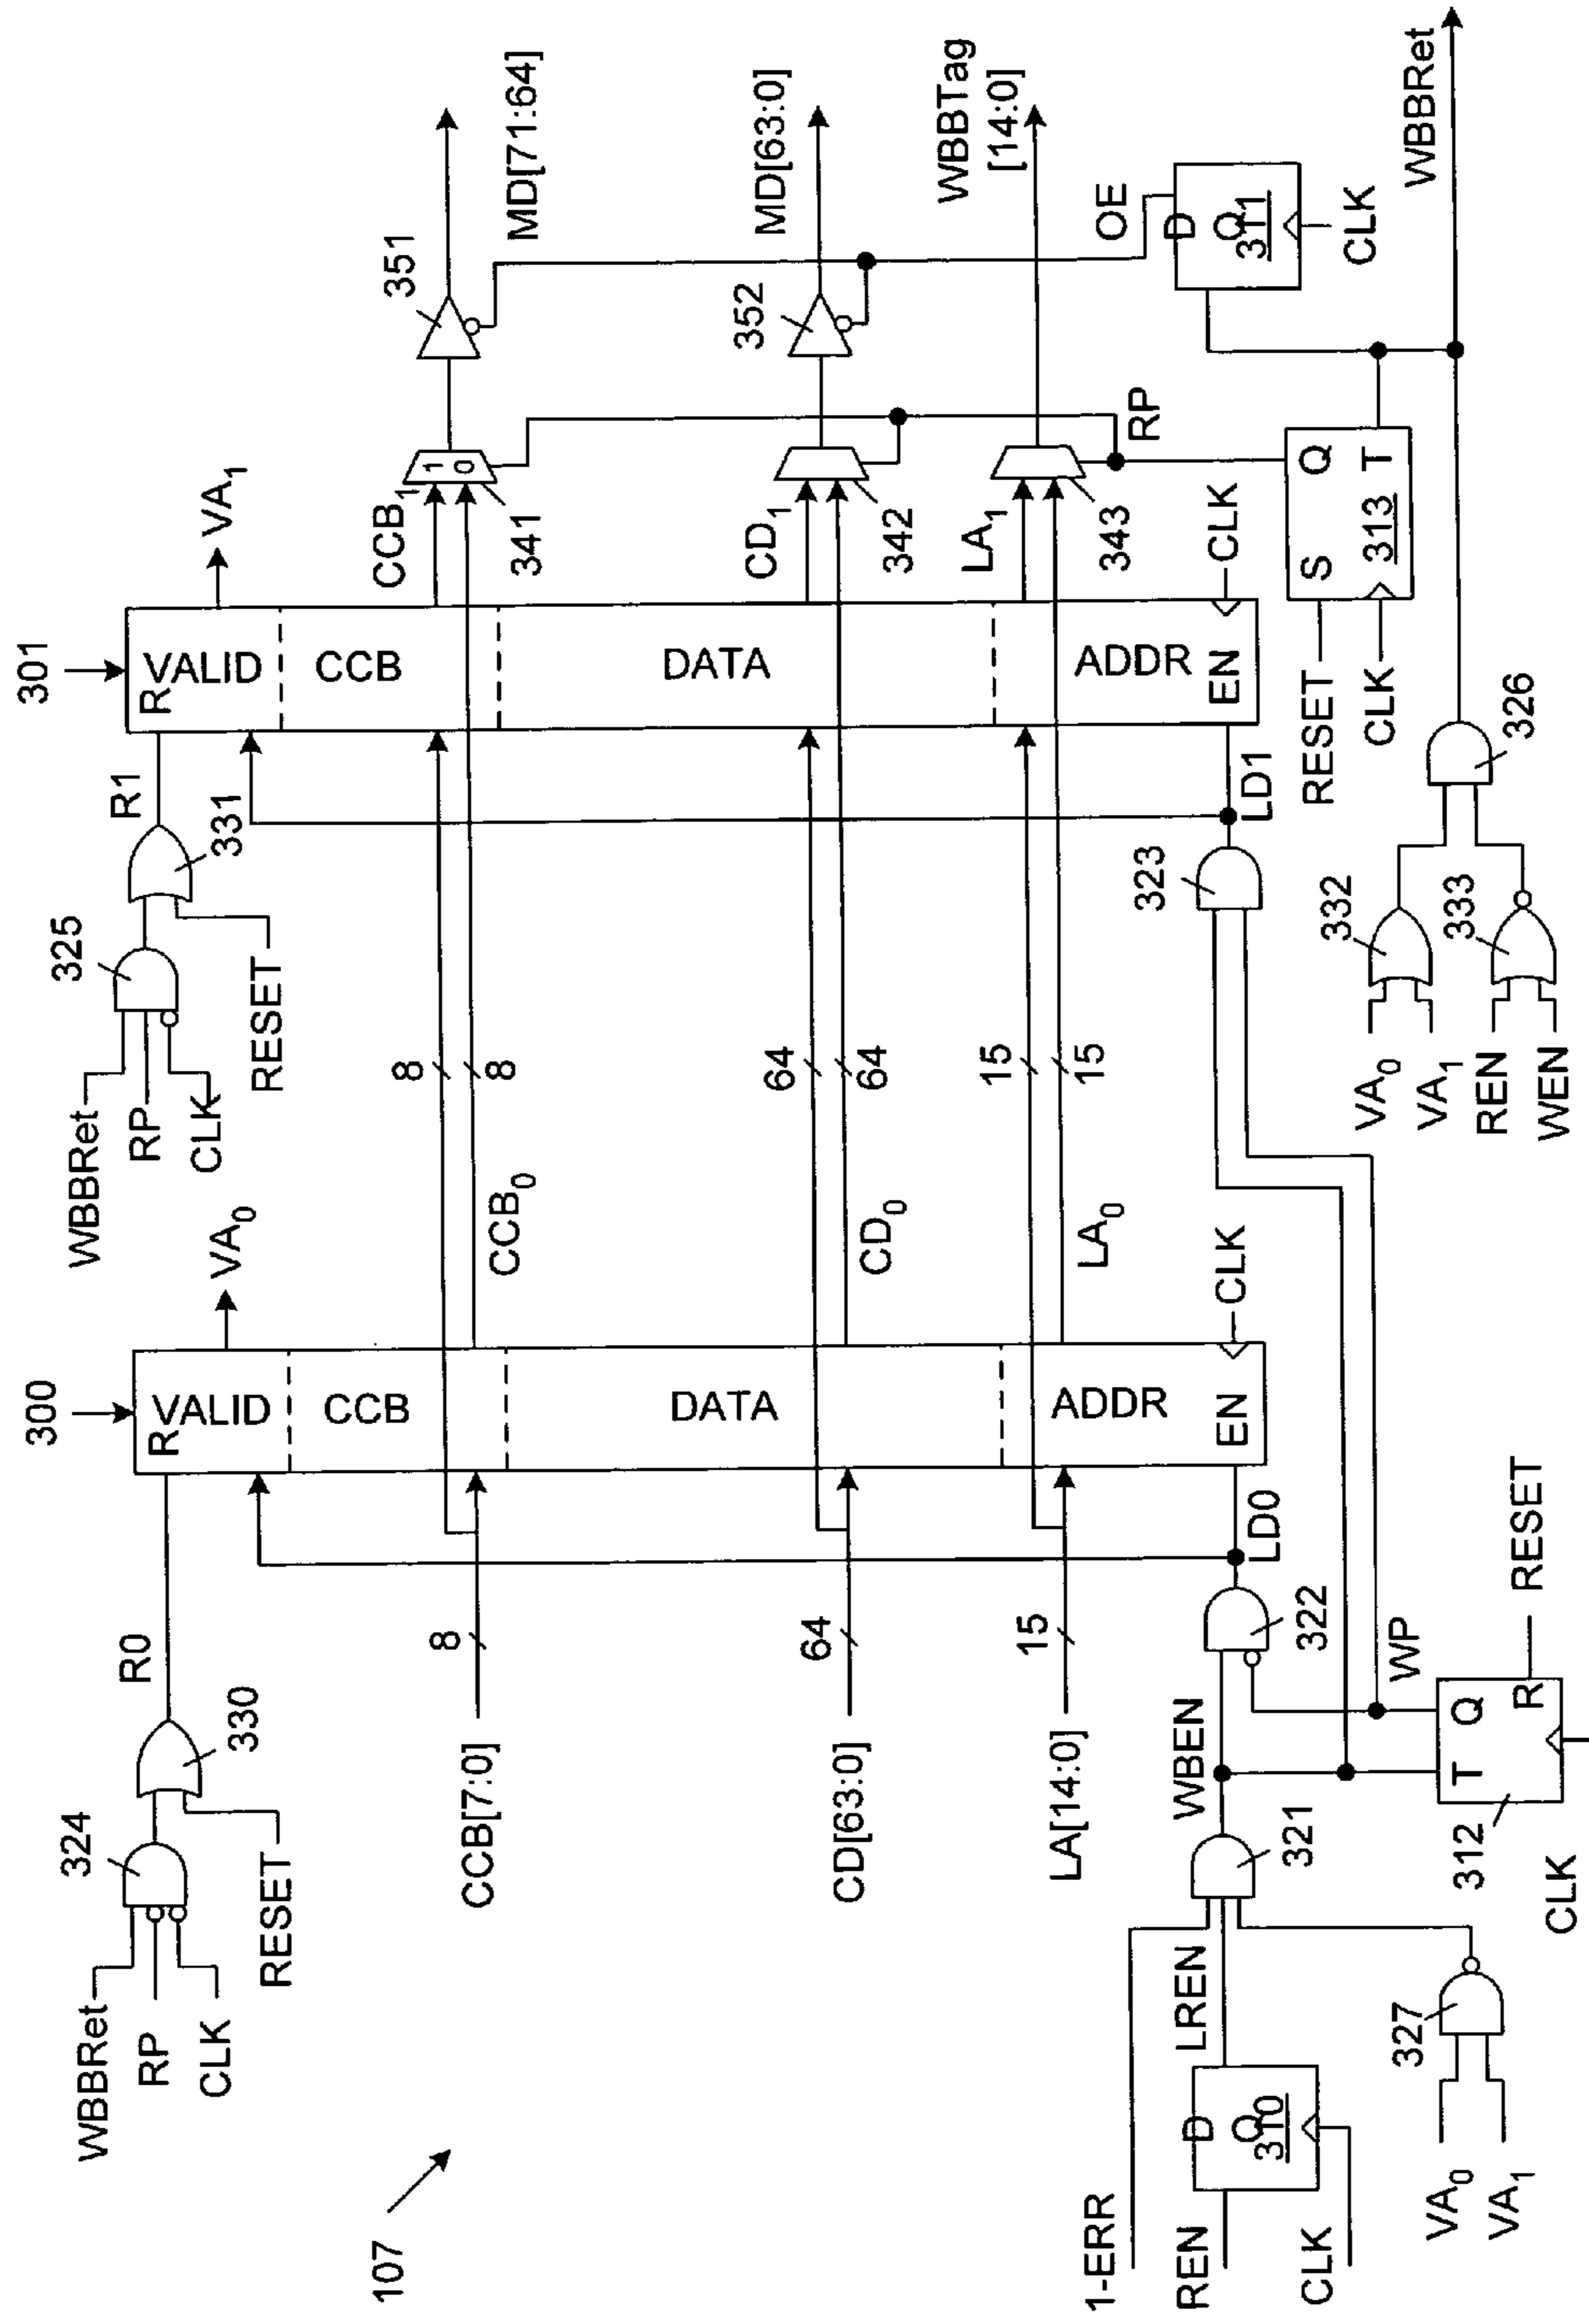 107
300
301
R0
R1
330
331
324
325
WBBRet
RP
CLK
RESET
WBBRet
RP
CLK
RESET
VA0
VA1
R
VALID
CCB
DATA
ADDR
EN
R
VALID
CCB
DATA
ADDR
EN
CLK
CLK
CCB[7:0]
8
8
8
CCB0
CCB1
1
0
341
351
MD[71:64]
CD[63:0]
64
64
64
CD0
CD1
342
352
MD[63:0]
LA[14:0]
15
15
15
LA0
LA1
343
WBBTag
[14:0]
RP
OE
D
Q
311
CLK
LD0
LD1
322
323
WBEN
WP
321
1-ERR
LREN
REN
D
Q
310
CLK
327
VA0
VA1
T
Q
R
312
CLK
RESET
S
Q
T
313
RESET
CLK
332
333
VA0
VA1
REN
WEN
326
WBBRet